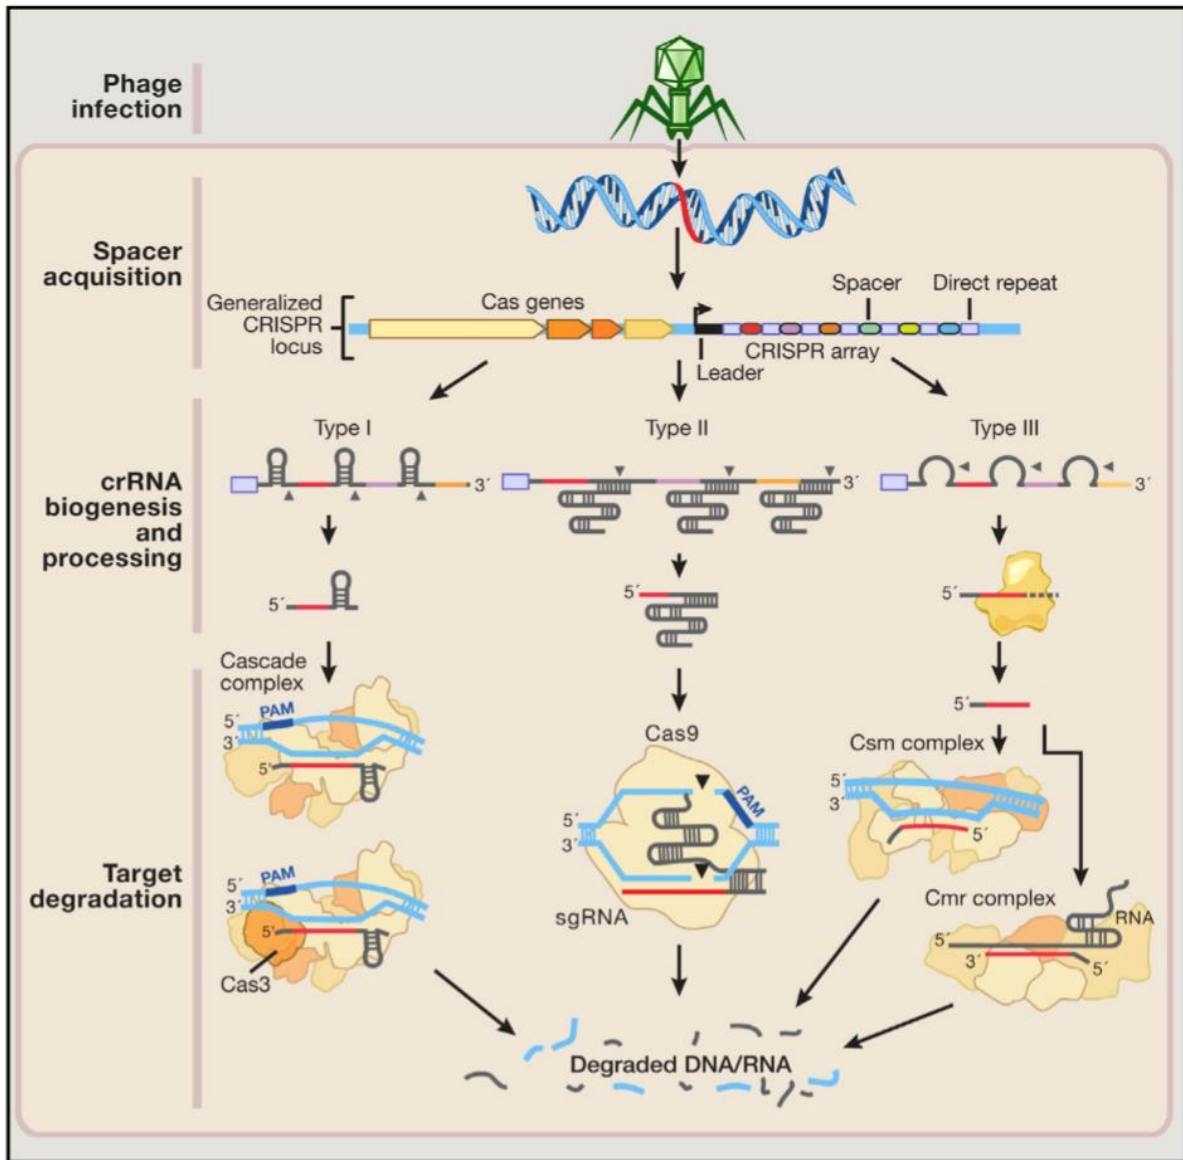 Phage
infection
Spacer
acquisition
Generalized
CRISPR
locus
Cas genes
Spacer
Direct repeat
CRISPR array
Leader
crRNA
biogenesis
and
processing
Type I
Type II
Type III
3´
3´
3´
5´
5´
5´
5´
Target
degradation
Cascade
complex
PAM
5´
3´
5'
PAM
5´
3´
5'
Cas3
Cas9
PAM
5´
3´
sgRNA
Csm complex
5´
3´
5´
Cmr complex
RNA
5´
3´
5´
Degraded DNA/RNA